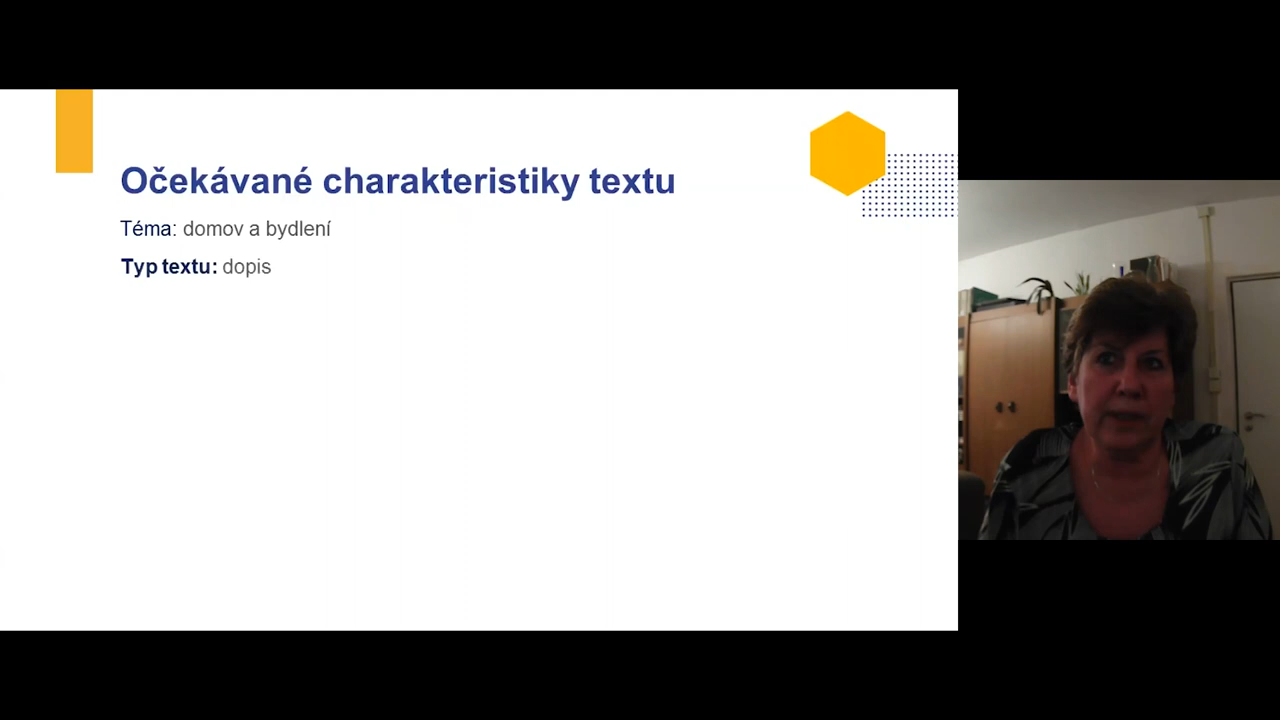 Očekávané charakteristiky textu
Téma: domov a bydlení
Typ textu: dopis